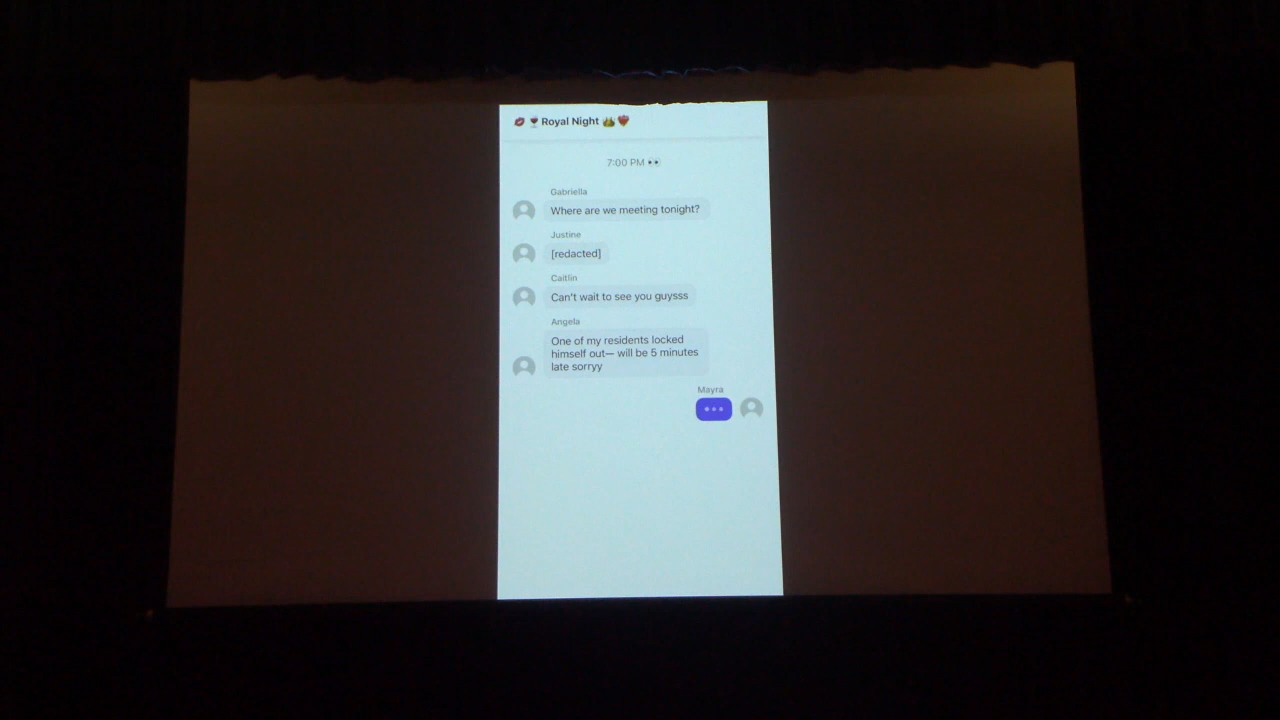 💋🍷Royal Night 👑❤️‍🔥
7:00 PM 👀
Gabriella
Where are we meeting tonight?
Justine
[redacted]
Caitlin
Can't wait to see you guysss
Angela
One of my residents locked
himself out— will be 5 minutes
late sorryy
Mayra
•••